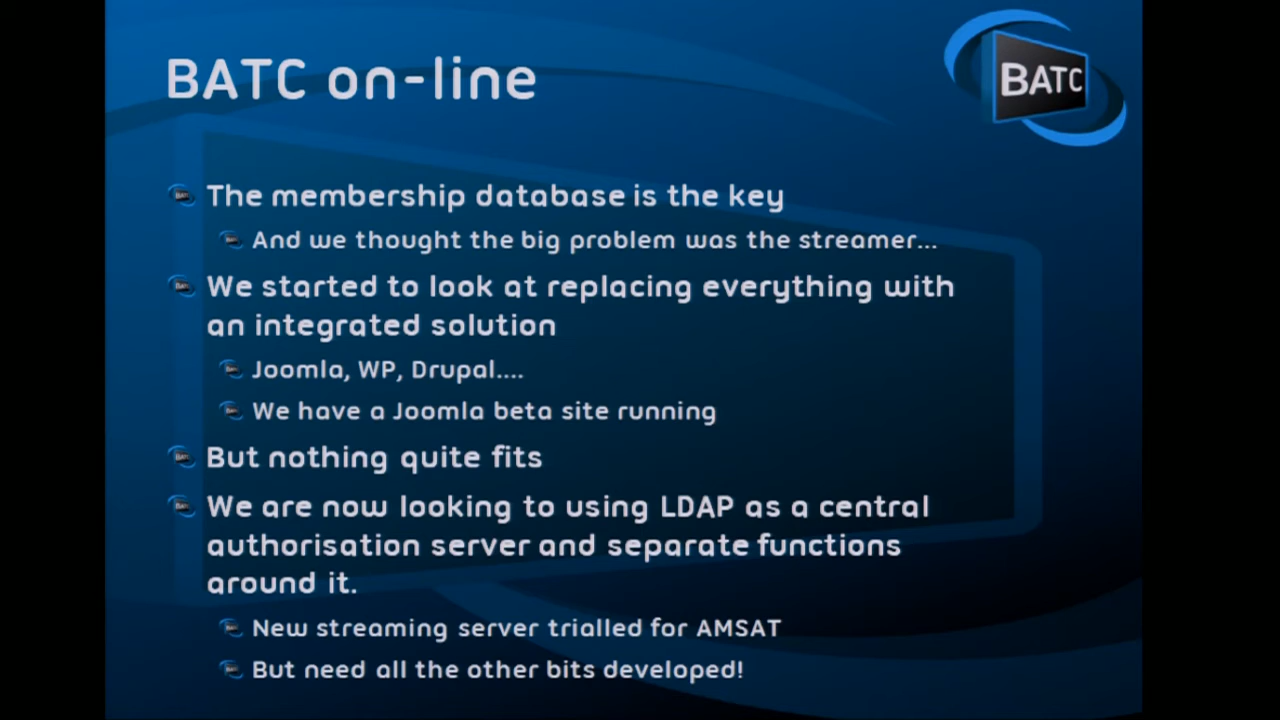 BATC on-line
BATC
The membership database is the key
And we thought the big problem was the streamer...
We started to look at replacing everything with
an integrated solution
Joomla, WP, Drupal....
We have a Joomla beta site running
But nothing quite fits
We are now looking to using LDAP as a central
authorisation server and separate functions
around it.
New streaming server trialled for AMSAT
But need all the other bits developed!